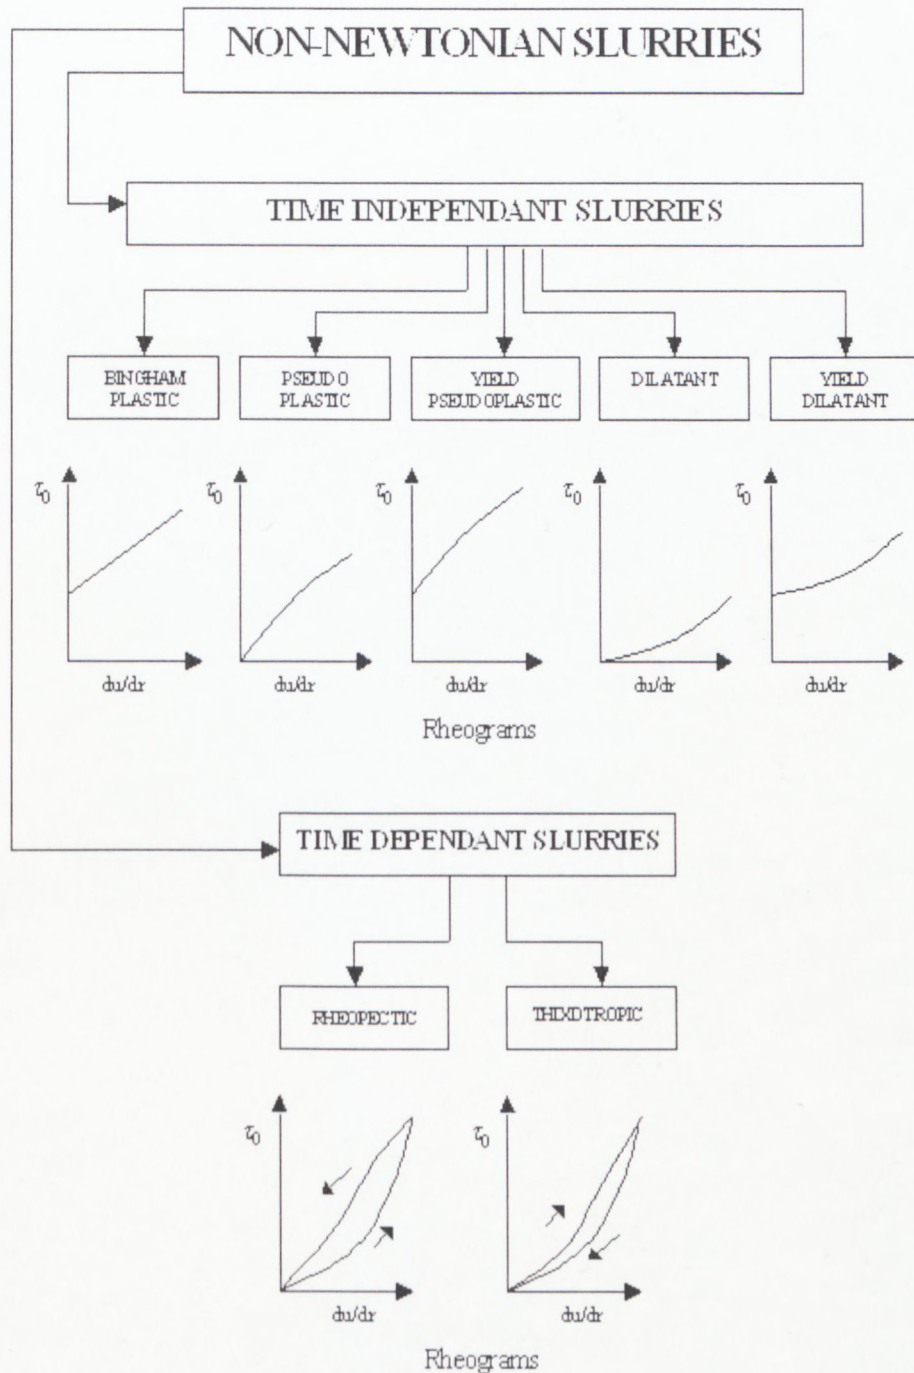 NON-NEWTONIAN SLURRIES
TIME INDEPENDANT SLURRIES
BINGHAM
PLASTIC
PSEUDO
PLASTIC
YIELD
PSEUDOPLASTIC
DILATANT
YIELD
DILATANT
τ0
τ0
τ0
τ0
τ0
du/dr
du/dr
du/dr
du/dr
du/dr
Rheograms
TIME DEPENDANT SLURRIES
RHEOPECTIC
THIXOTROPIC
τ0
τ0
du/dr
du/dr
Rheograms